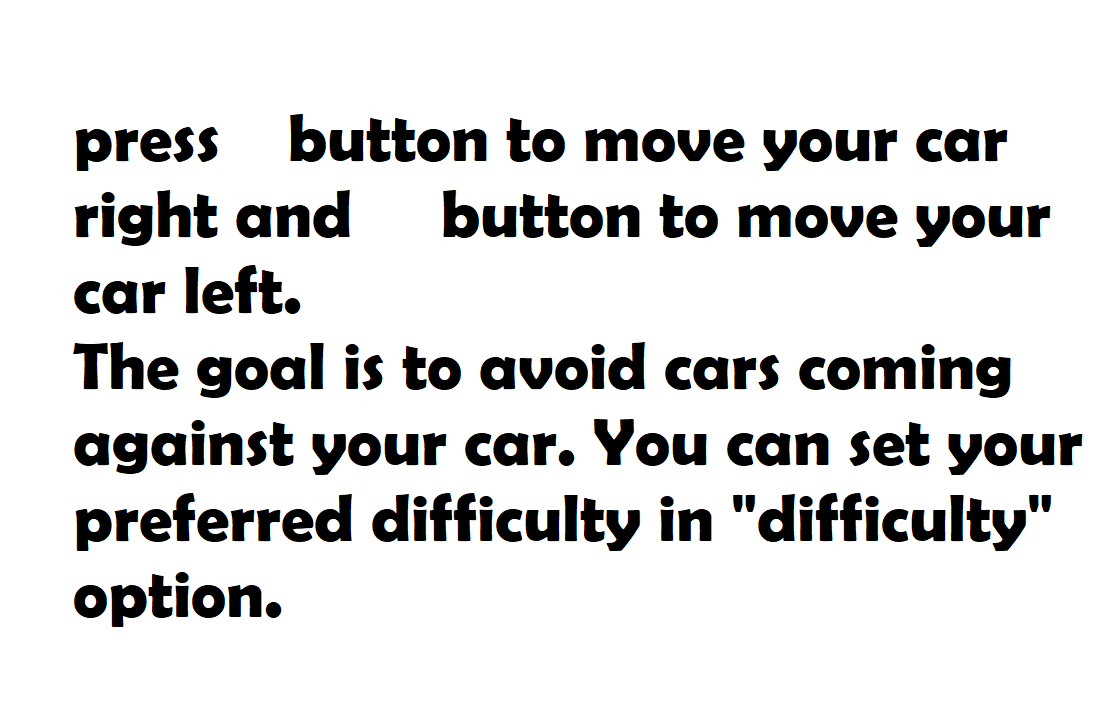 press button to move your car
right and button to move your
car left.
The goal is to avoid cars coming
against your car. You can set your
preferred difficulty in "difficulty"
option.